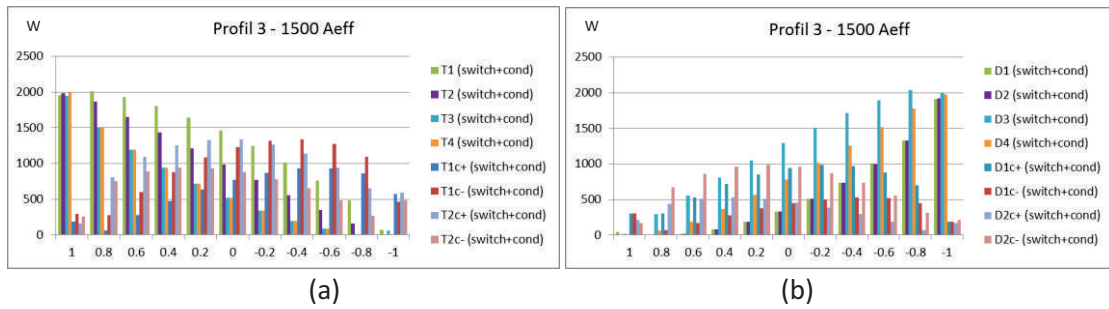 W
Profil 3 - 1500 Aeff
2500
2000
1500
1000
500
0
1 0.8 0.6 0.4 0.2 0 -0.2 -0.4 -0.6 -0.8 -1
T1 (switch+cond)
T2 (switch+cond)
T3 (switch+cond)
T4 (switch+cond)
T1c+ (switch+cond)
T1c- (switch+cond)
T2c+ (switch+cond)
T2c- (switch+cond)
(a)
W
Profil 3 - 1500 Aeff
2500
2000
1500
1000
500
0
1 0.8 0.6 0.4 0.2 0 -0.2 -0.4 -0.6 -0.8 -1
D1 (switch+cond)
D2 (switch+cond)
D3 (switch+cond)
D4 (switch+cond)
D1c+ (switch+cond)
D1c- (switch+cond)
D2c+ (switch+cond)
D2c- (switch+cond)
(b)